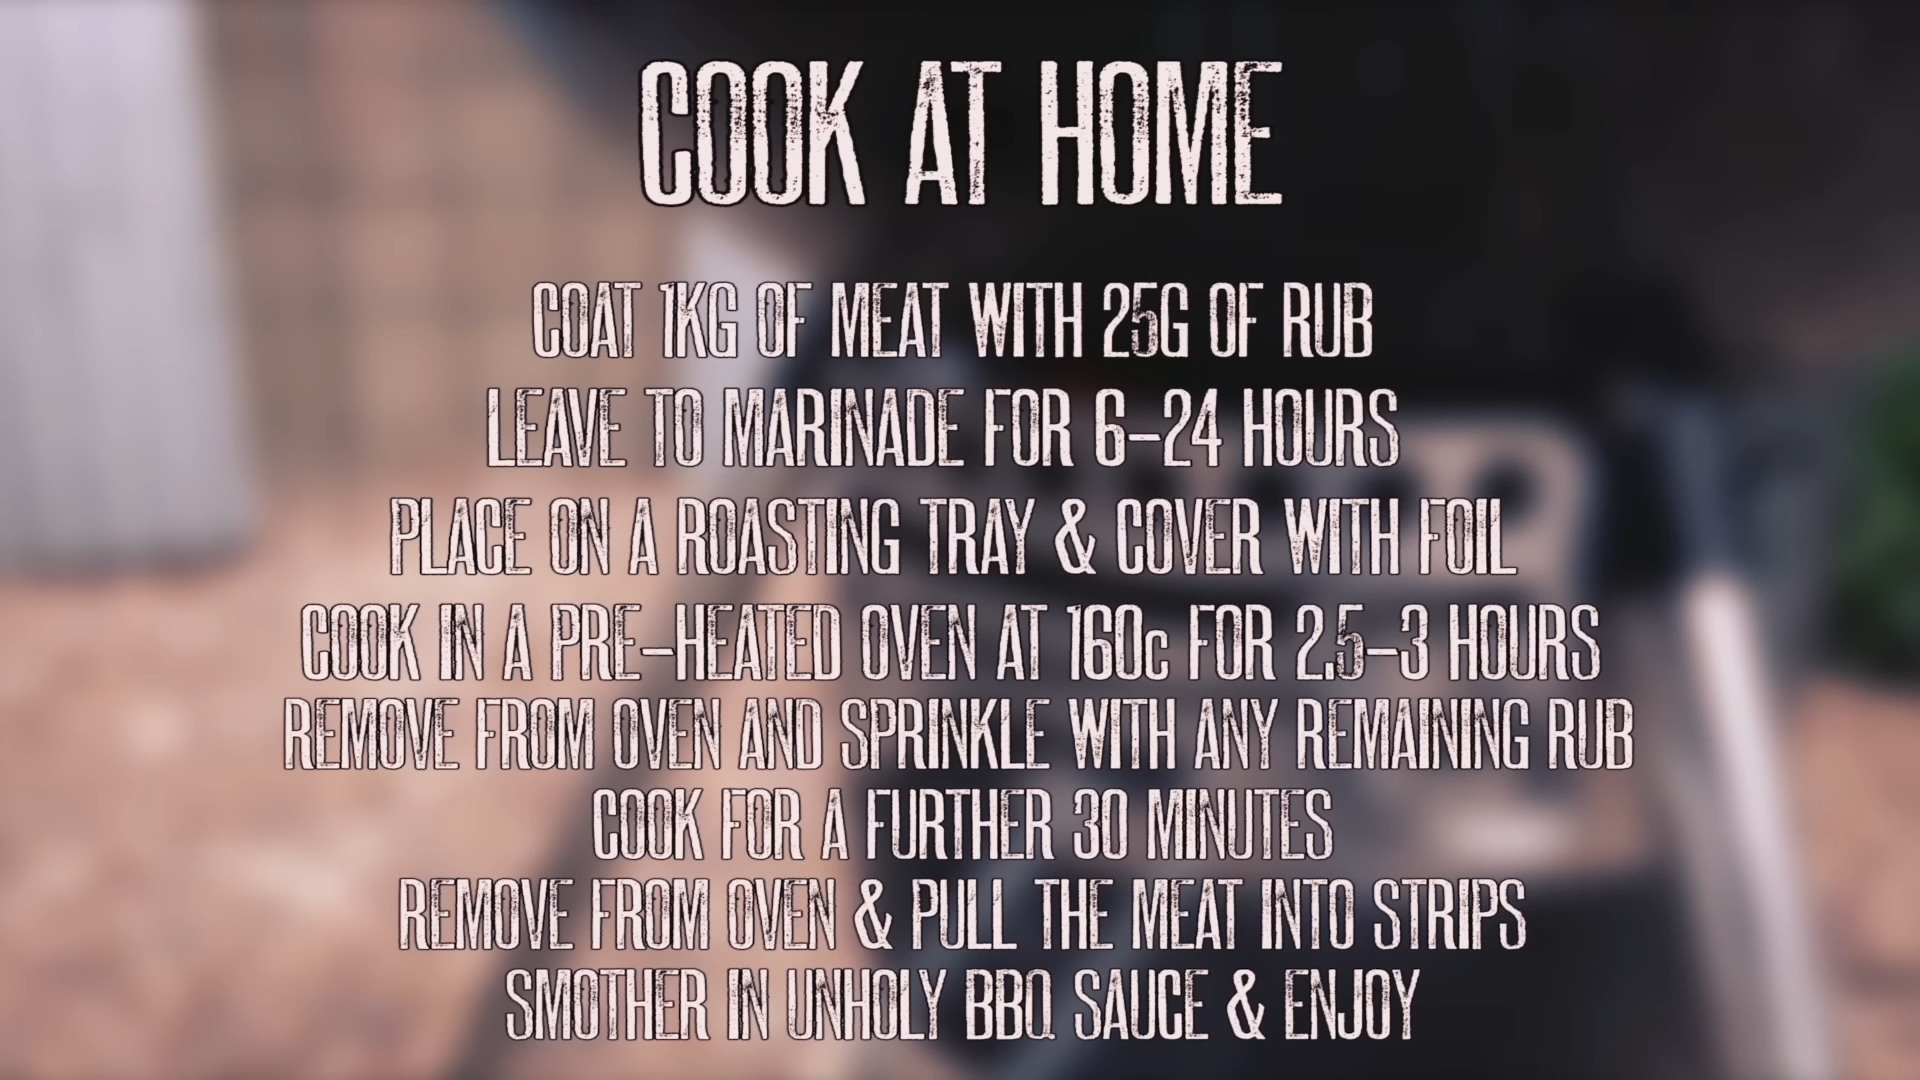 COOK AT HOME
COAT 1KG OF MEAT WITH 25G OF RUB
LEAVE TO MARINADE FOR 6-24 HOURS
PLACE ON A ROASTING TRAY & COVER WITH FOIL
COOK IN A PRE-HEATED OVEN AT 160c FOR 2.5-3 HOURS
REMOVE FROM OVEN AND SPRINKLE WITH ANY REMAINING RUB
COOK FOR A FURTHER 30 MINUTES
REMOVE FROM OVEN & PULL THE MEAT INTO STRIPS
SMOTHER IN UNHOLY BBQ SAUCE & ENJOY